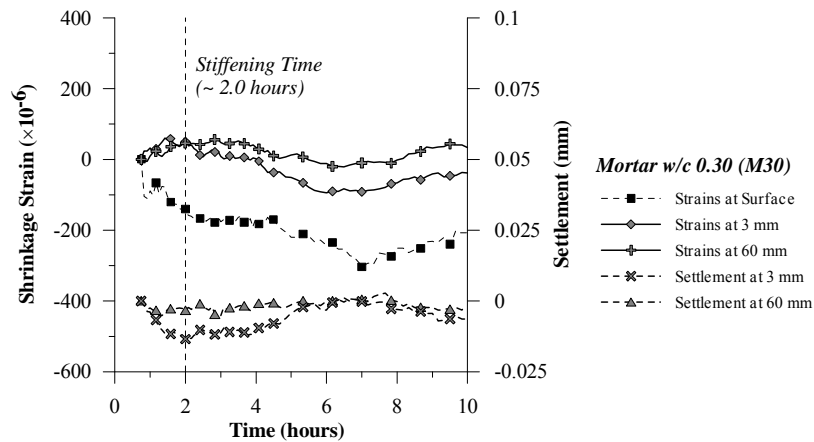 400
200
0
-200
-400
-600
Shrinkage Strain (×10-6)
0.1
0.075
0.05
0.025
0
-0.025
Settlement (mm)
0
2
4
6
8
10
Time (hours)
Stiffening Time
(~ 2.0 hours)
Mortar w/c 0.30 (M30)
Strains at Surface
Strains at 3 mm
Strains at 60 mm
Settlement at 3 mm
Settlement at 60 mm